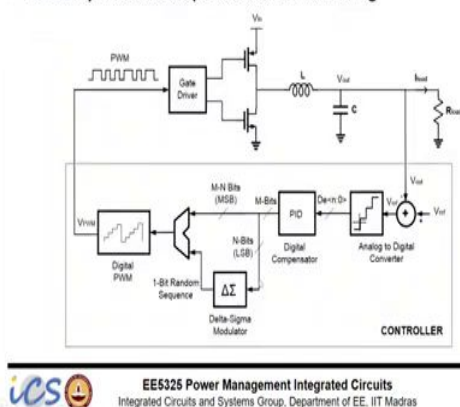 PWM
Gate
Driver
Vin
L
Vout
C
Iload
Rload
M-N Bits
(MSB)
M-Bits
N-Bits
(LSB)
PID
De<n:0>
Digital
Compensator
Analog to Digital
Converter
Vout
Vref
VPWM
Digital
PWM
1-Bit Random
Sequence
ΔΣ
Delta-Sigma
Modulator
CONTROLLER
iCS
EE5325 Power Management Integrated Circuits
Integrated Circuits and Systems Group, Department of EE, IIT Madras